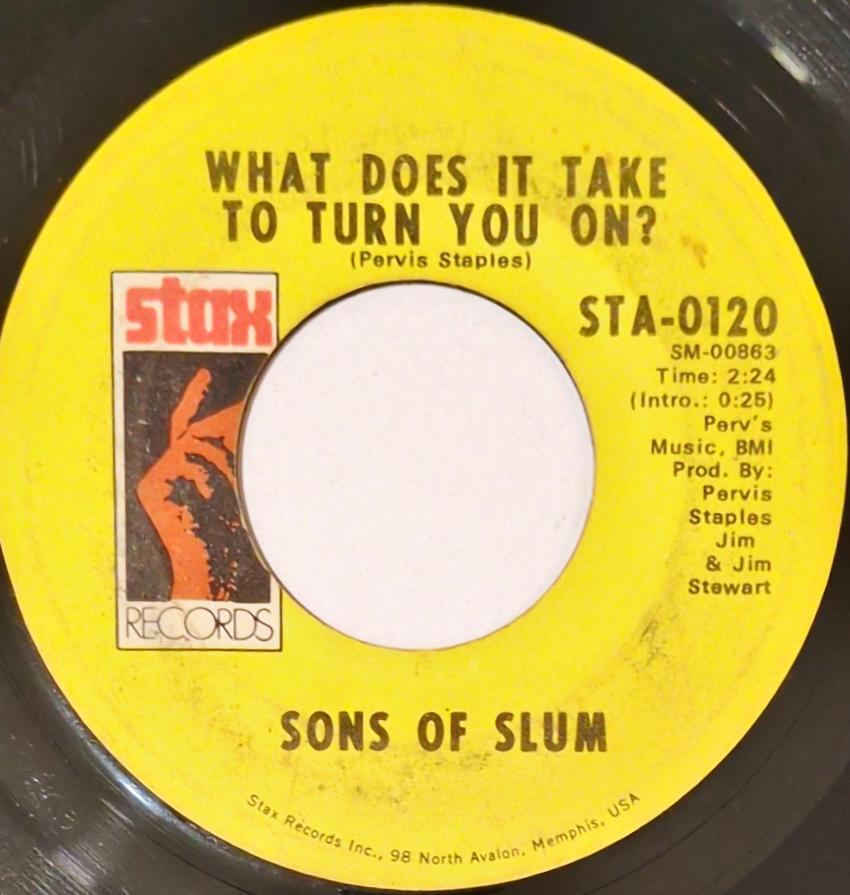 WHAT DOES IT TAKE
TO TURN YOU ON?
(Pervis Staples)
stax
RECORDS
STA-0120
SM-00863
Time: 2:24
(Intro.: 0:25)
Perv's
Music, BMI
Prod. By:
Pervis
Staples
Jim
& Jim
Stewart
SONS OF SLUM
Stax Records Inc., 98 North Avalon, Memphis, USA